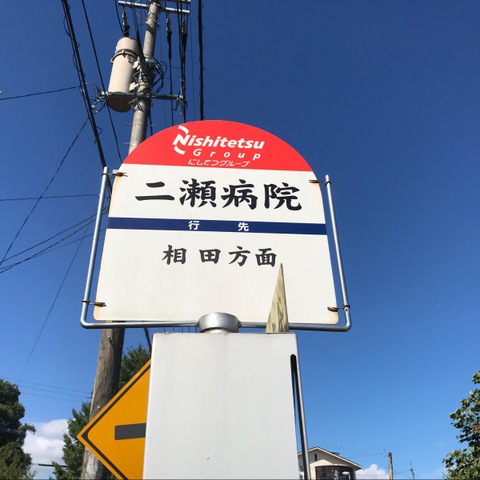 Nishitetsu
Group
にしてつグループ
二瀬病院
行先
相田方面